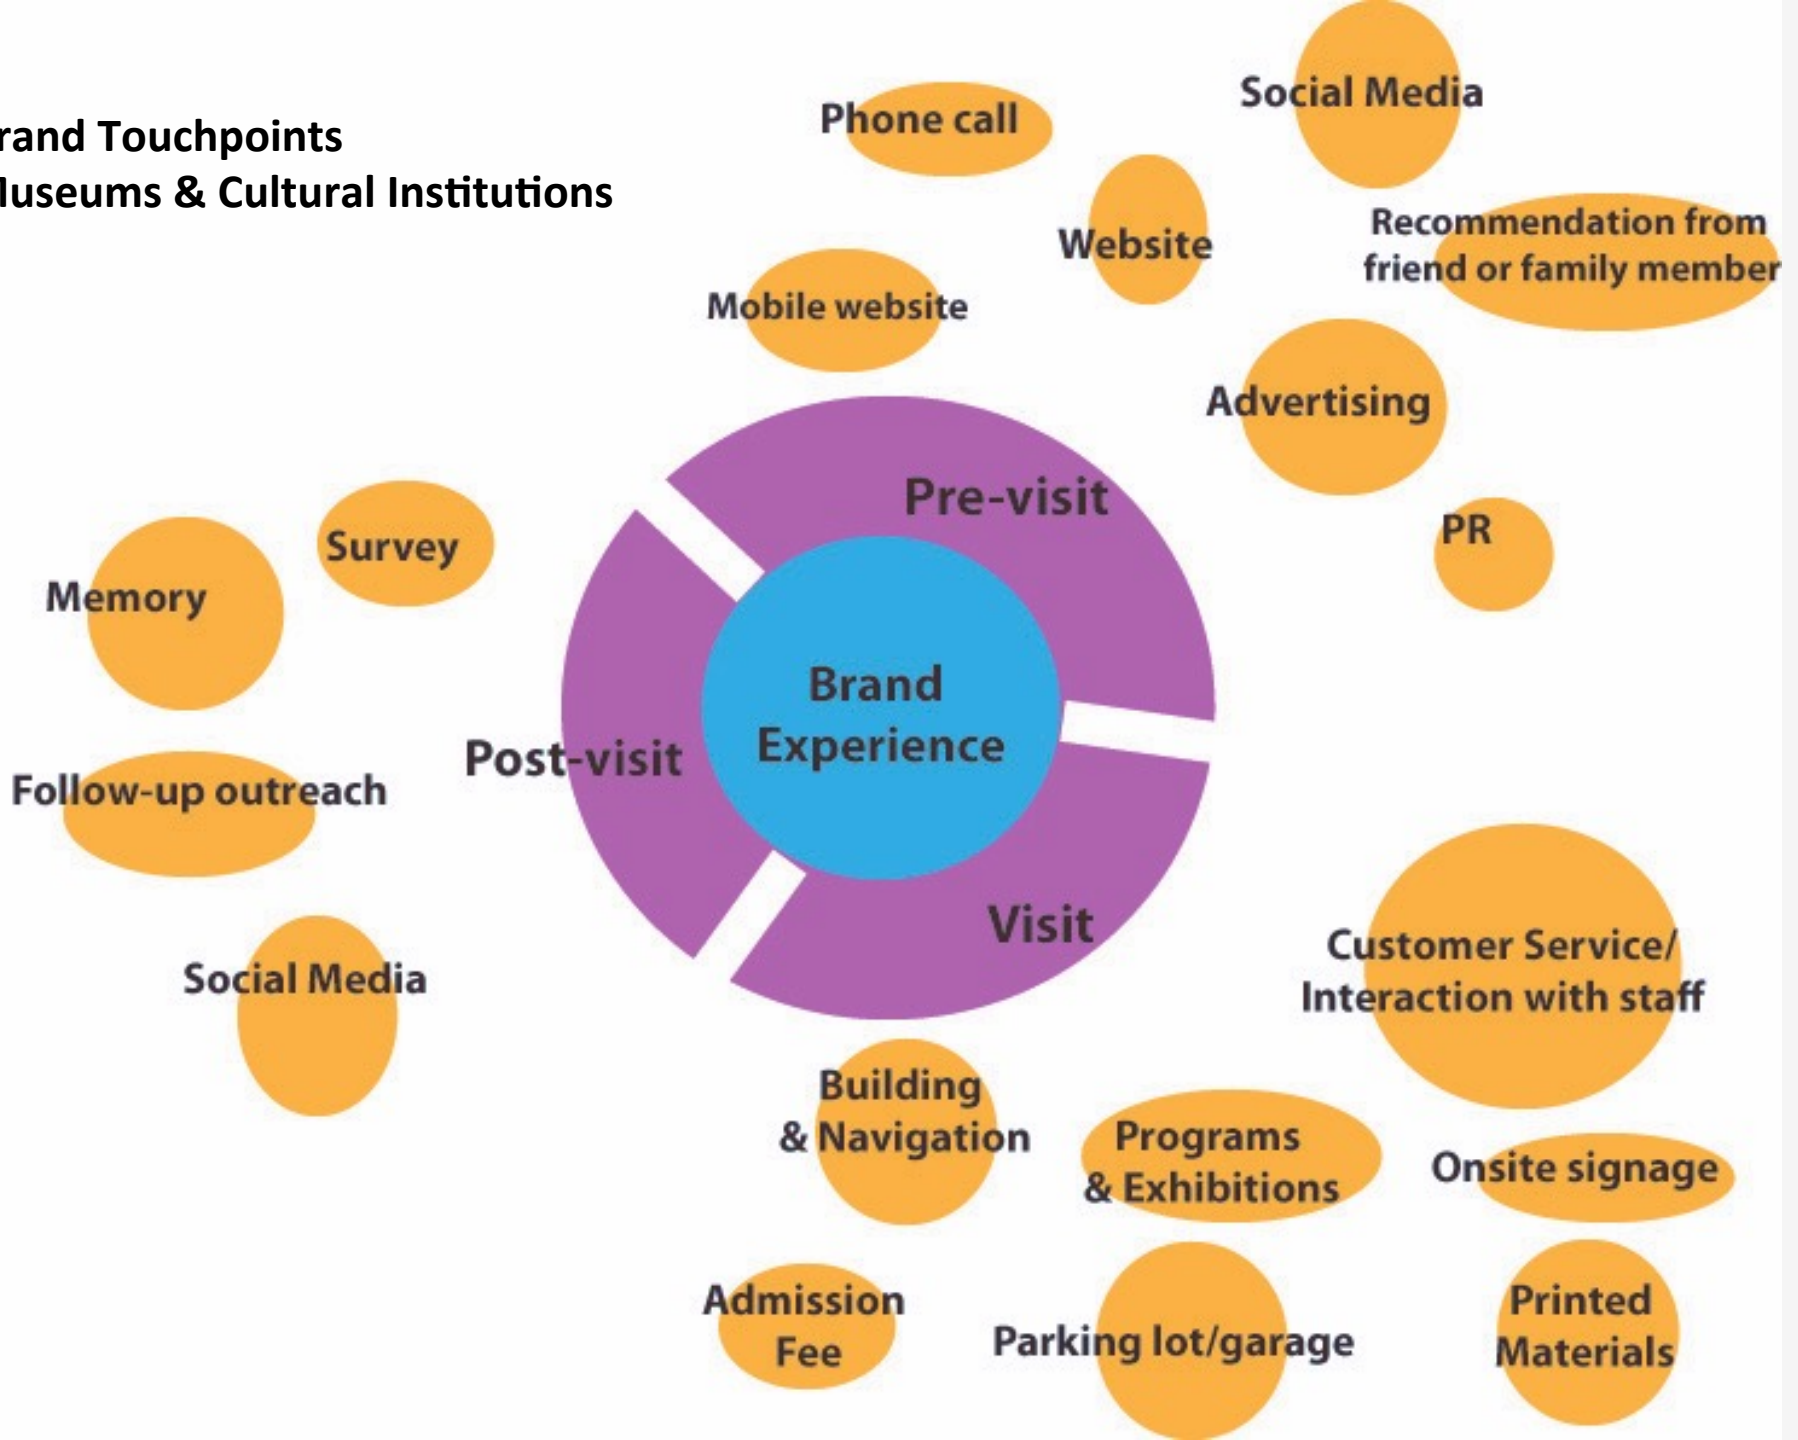 rand Touchpoints
useums & Cultural Institutions
Phone call
Social Media
Website
Recommendation from
friend or family member
Mobile website
Advertising
PR
Pre-visit
Survey
Memory
Brand
Experience
Post-visit
Follow-up outreach
Social Media
Visit
Customer Service/
Interaction with staff
Building
& Navigation
Programs
& Exhibitions
Onsite signage
Admission
Fee
Parking lot/garage
Printed
Materials